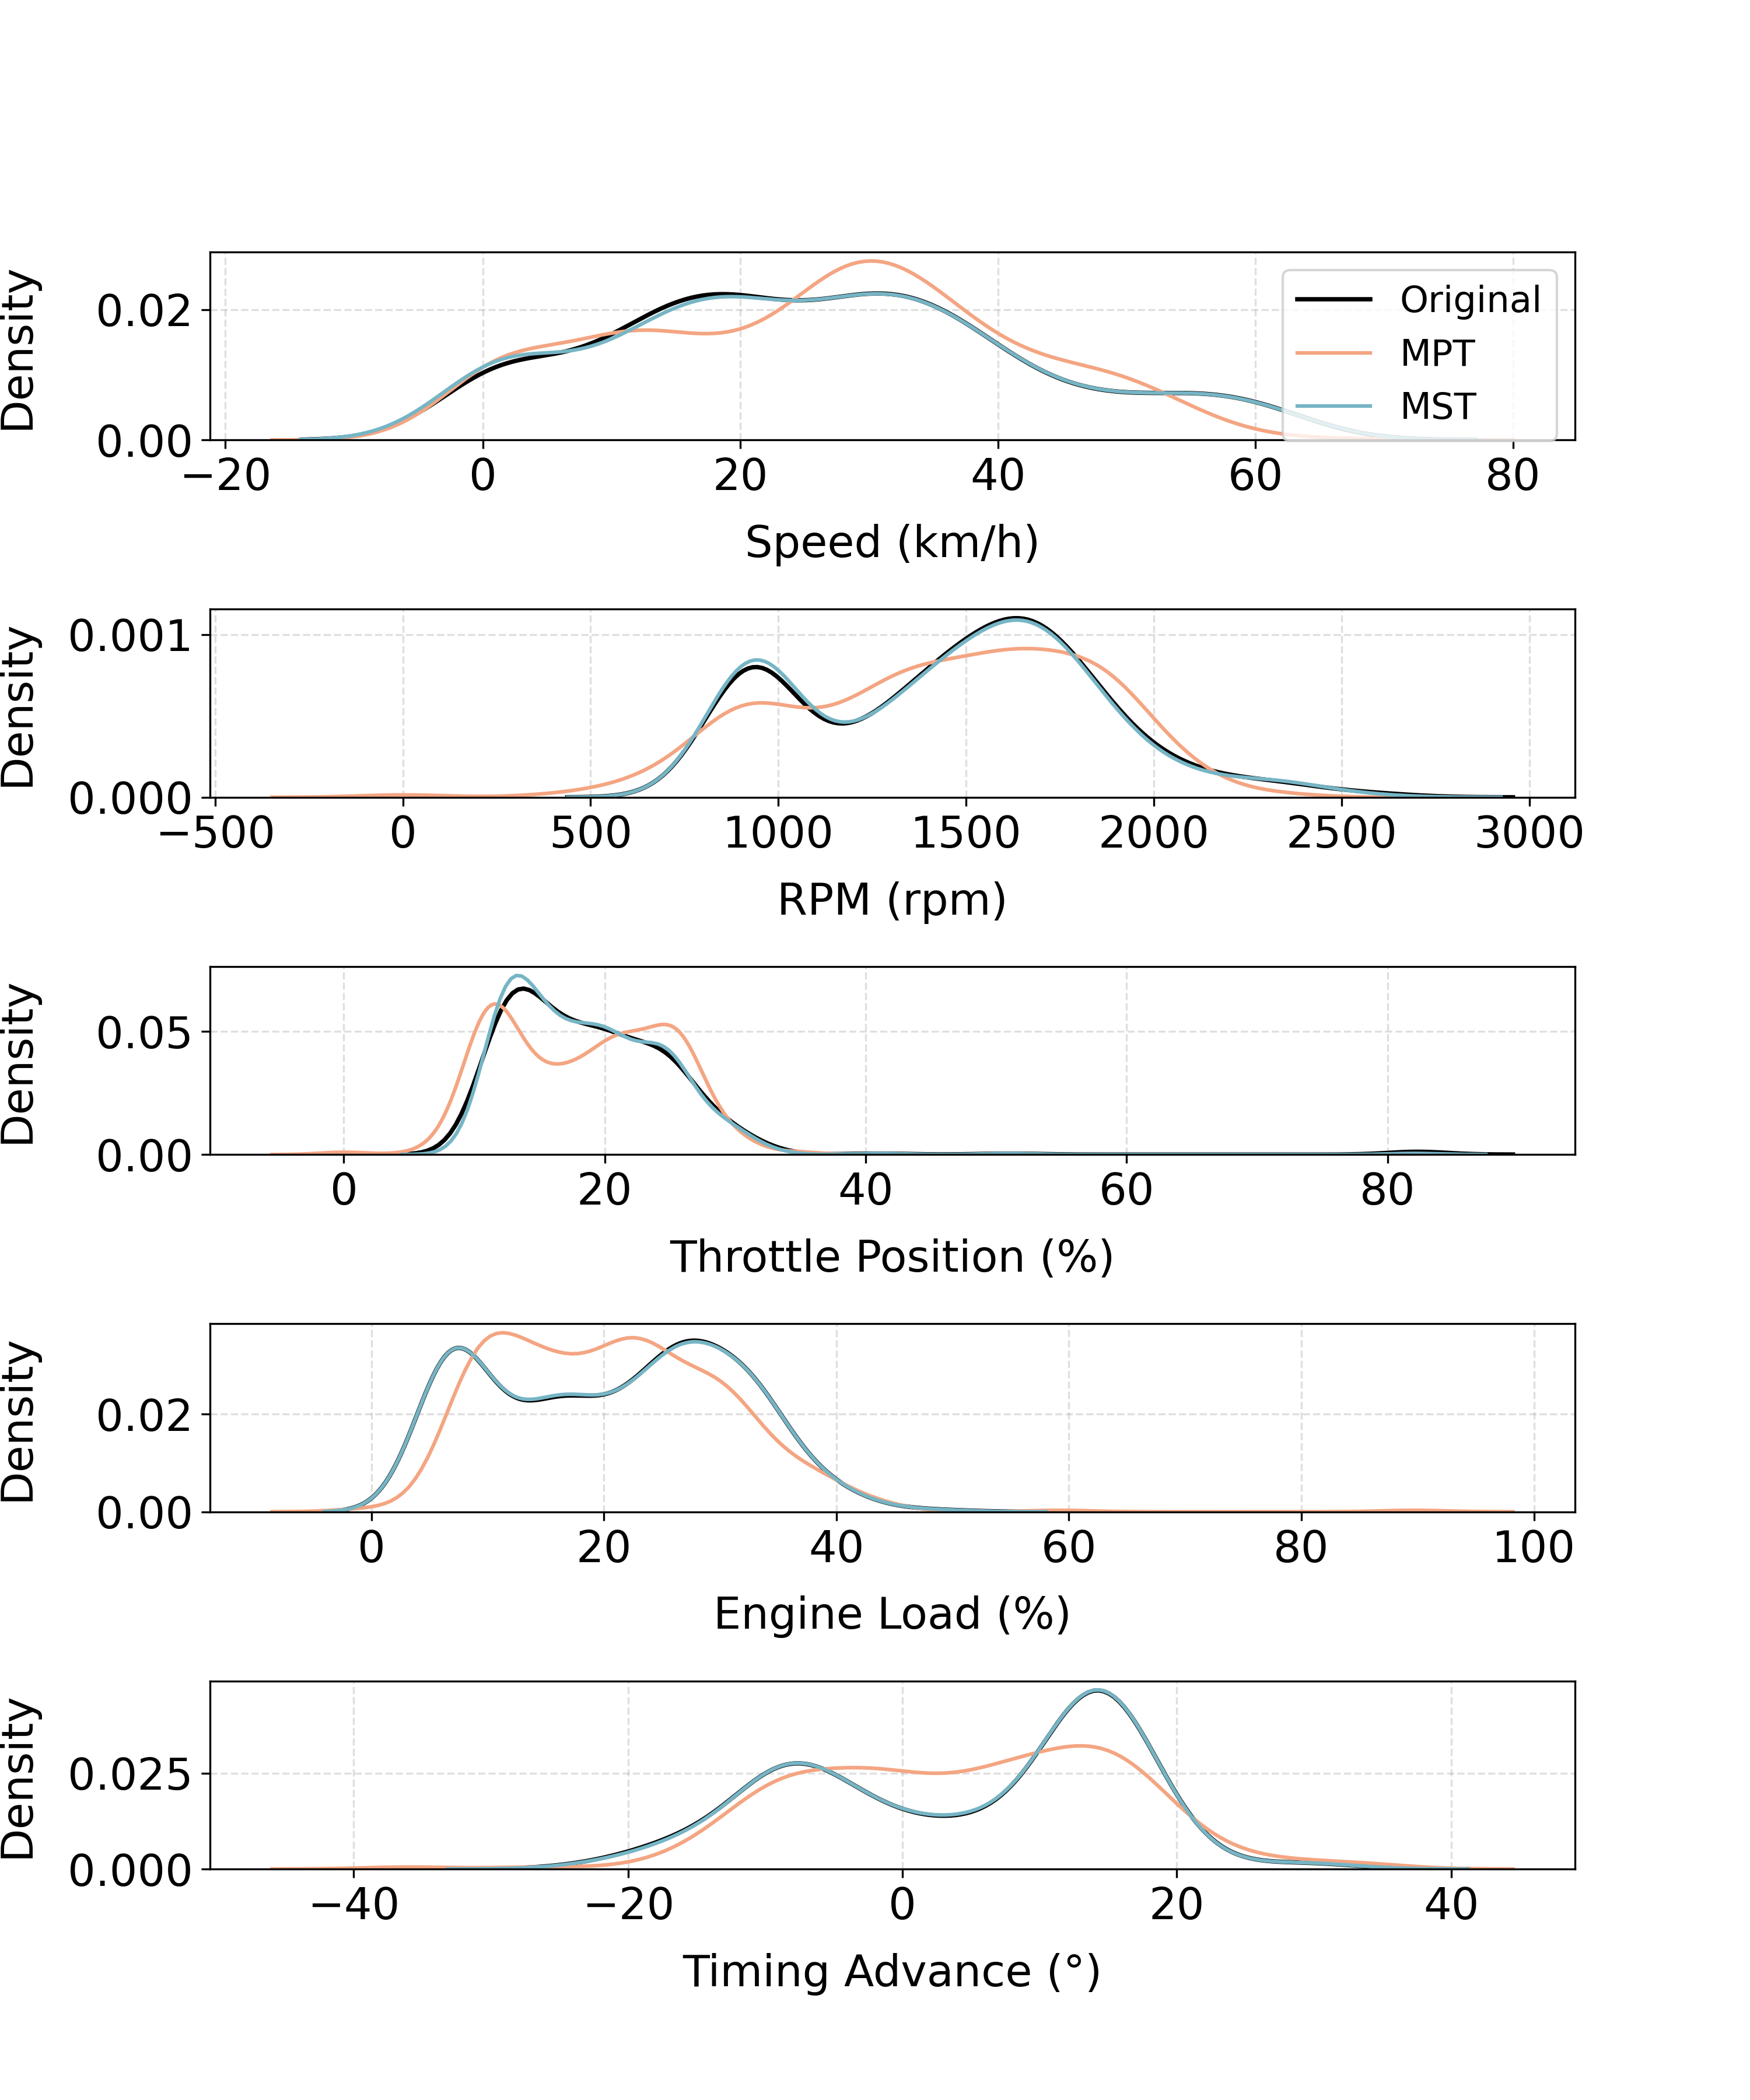 Density
0.02
0.00
Original
MPT
MST
−20 0 20 40 60 80
Speed (km/h)
Density
0.001
0.000
−500 0 500 1000 1500 2000 2500 3000
RPM (rpm)
Density
0.05
0.00
0 20 40 60 80
Throttle Position (%)
Density
0.02
0.00
0 20 40 60 80 100
Engine Load (%)
Density
0.025
0.000
−40 −20 0 20 40
Timing Advance (°)